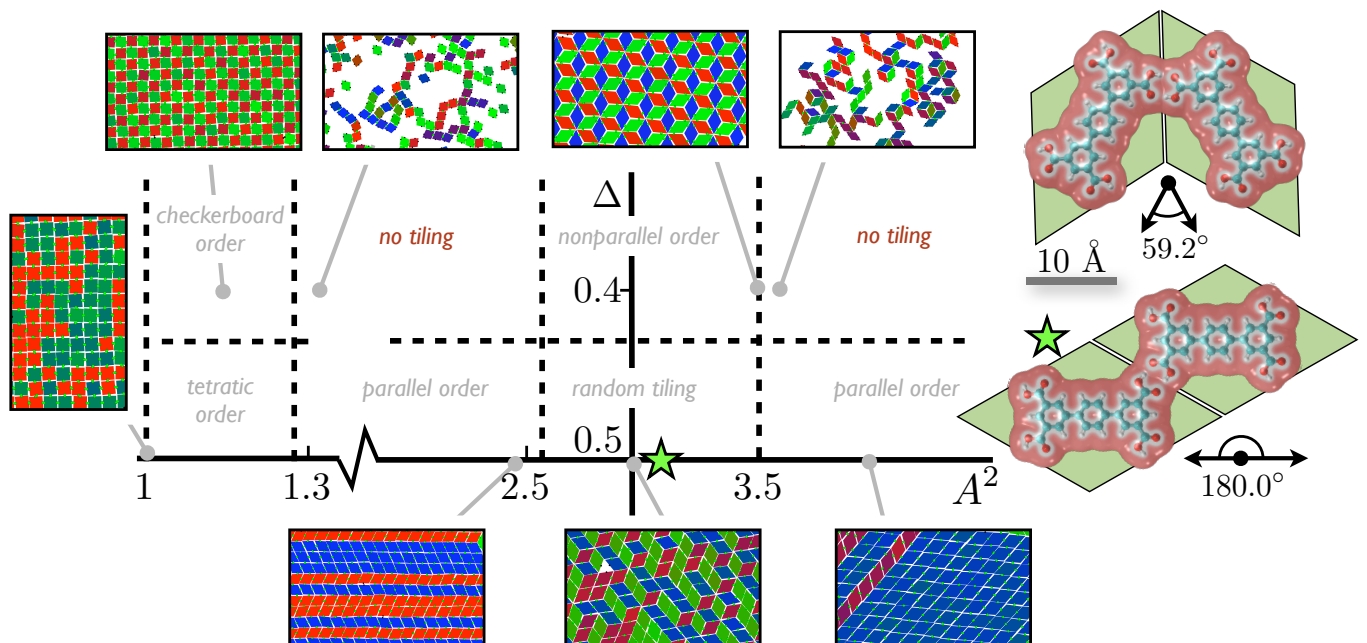 checkerboard
order
no tiling
Δ
nonparallel order
no tiling
0.4
tetratic
order
parallel order
random tiling
parallel order
0.5
1
1.3
2.5
3.5
A²
59.2°
10 Å
180.0°